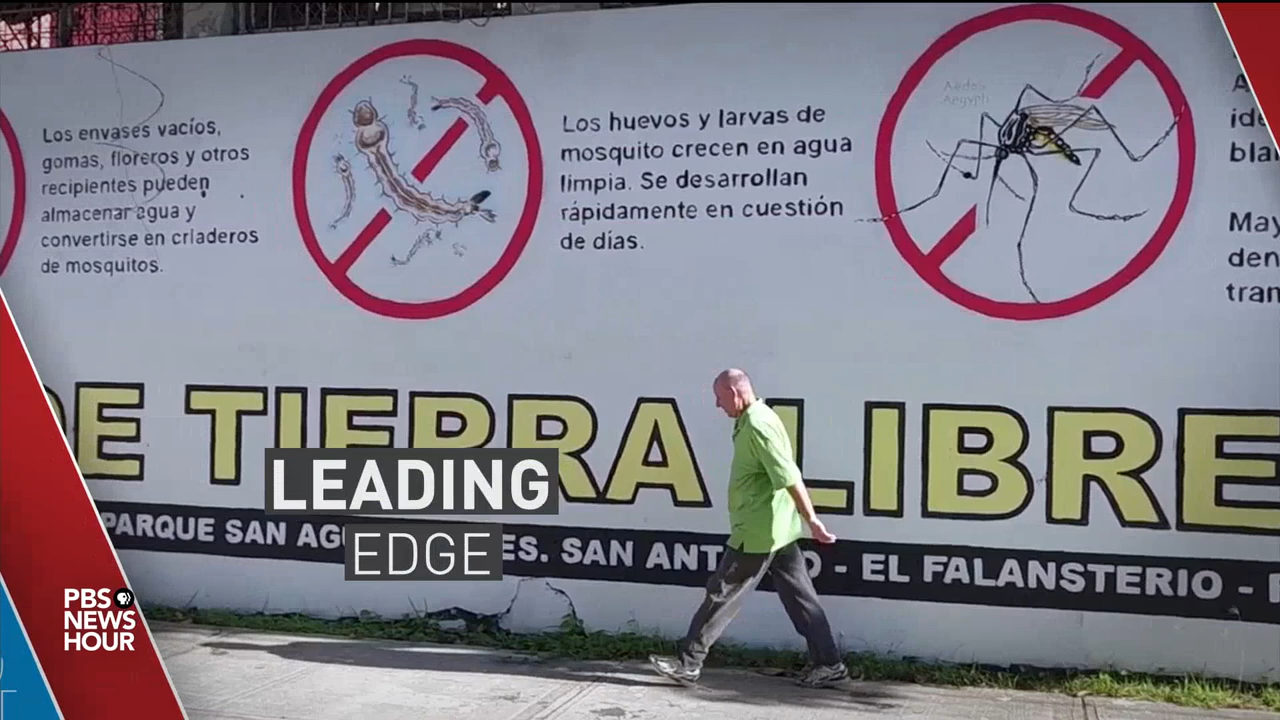 Los envases vacíos,
gomas, floreros y otros
recipientes pueden
almacenar agua y
convertirse en criaderos
de mosquitos.
Los huevos y larvas de
mosquito crecen en agua
limpia. Se desarrollan
rápidamente en cuestión
de días.
Aedes
Aegypti
DE TIERRA LIBRE
PARQUE SAN
SAN
- EL FALANSTERIO -
LEADING
EDGE
PBS
NEWS
HOUR